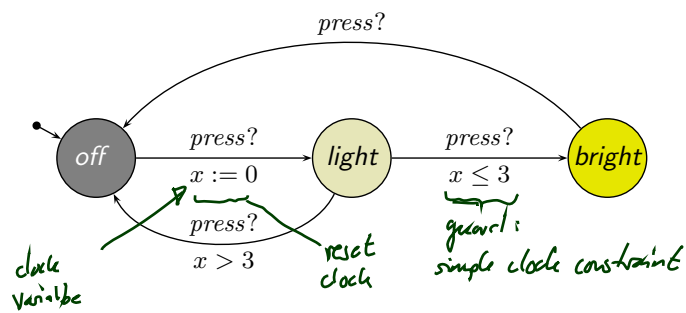 press?
off
press?
x := 0
light
press?
x ≤ 3
bright
press?
x > 3
clock
variable
reset
clock
guard:
simple clock constraint